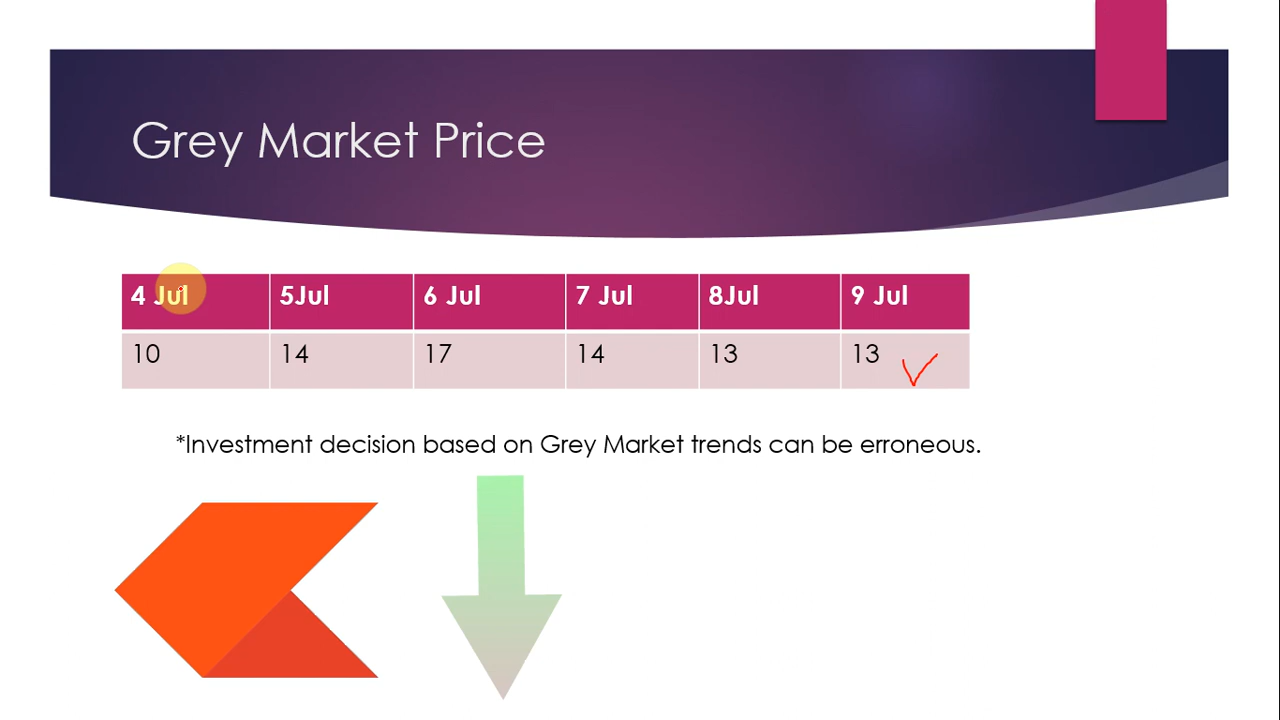 Grey Market Price
4 Jul 5Jul 6 Jul 7 Jul 8Jul 9 Jul
10 14 17 14 13 13
*Investment decision based on Grey Market trends can be erroneous.